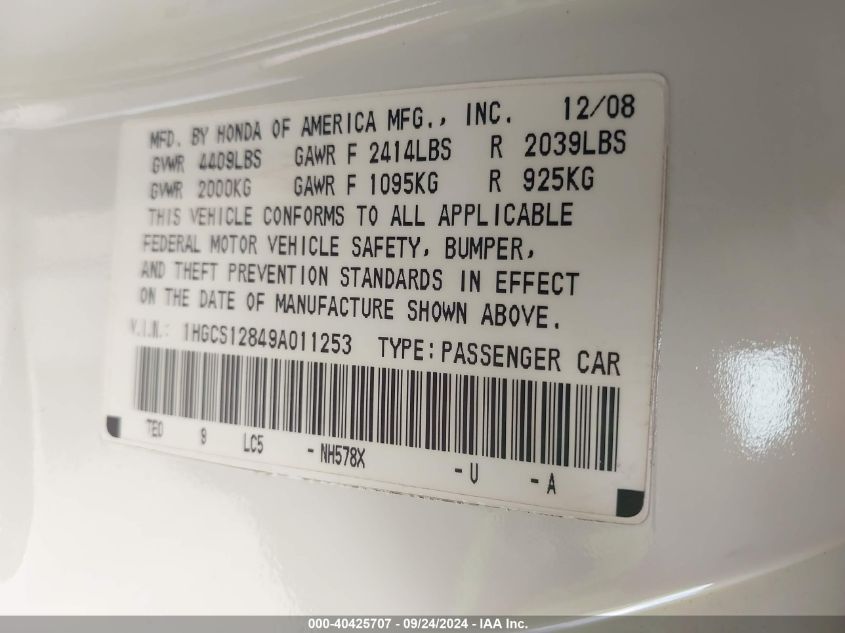 MFD. BY HONDA OF AMERICA MFG., INC. 12/08
GVWR 4409LBS GAWR F 2414LBS R 2039LBS
GVWR 2000KG GAWR F 1095KG R 925KG
THIS VEHICLE CONFORMS TO ALL APPLICABLE
FEDERAL MOTOR VEHICLE SAFETY, BUMPER,
AND THEFT PREVENTION STANDARDS IN EFFECT
ON THE DATE OF MANUFACTURE SHOWN ABOVE.
V.I.N.: 1HGCS12849A011253 TYPE: PASSENGER CAR
TE0 9 LC5 - NH578X - U - A
000-40425707 - 09/24/2024 - IAA Inc.